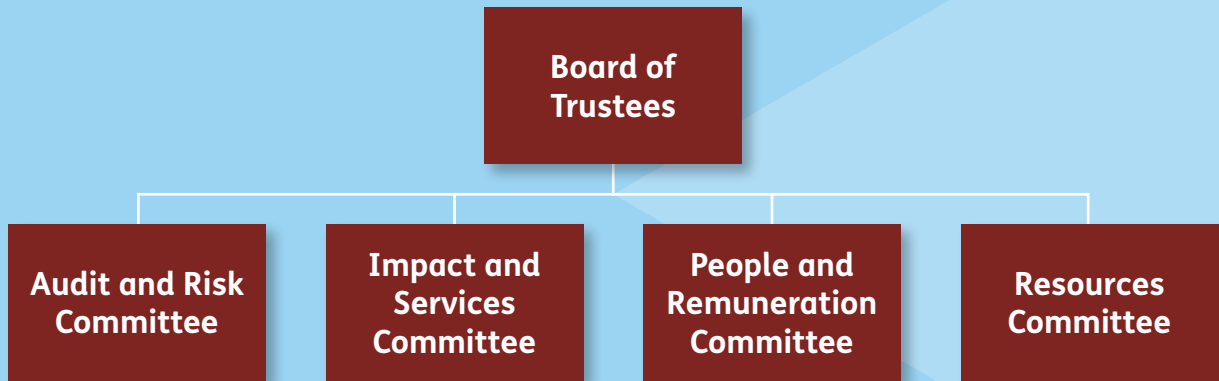 Board of
Trustees
Audit and Risk
Committee
Impact and
Services
Committee
People and
Remuneration
Committee
Resources
Committee